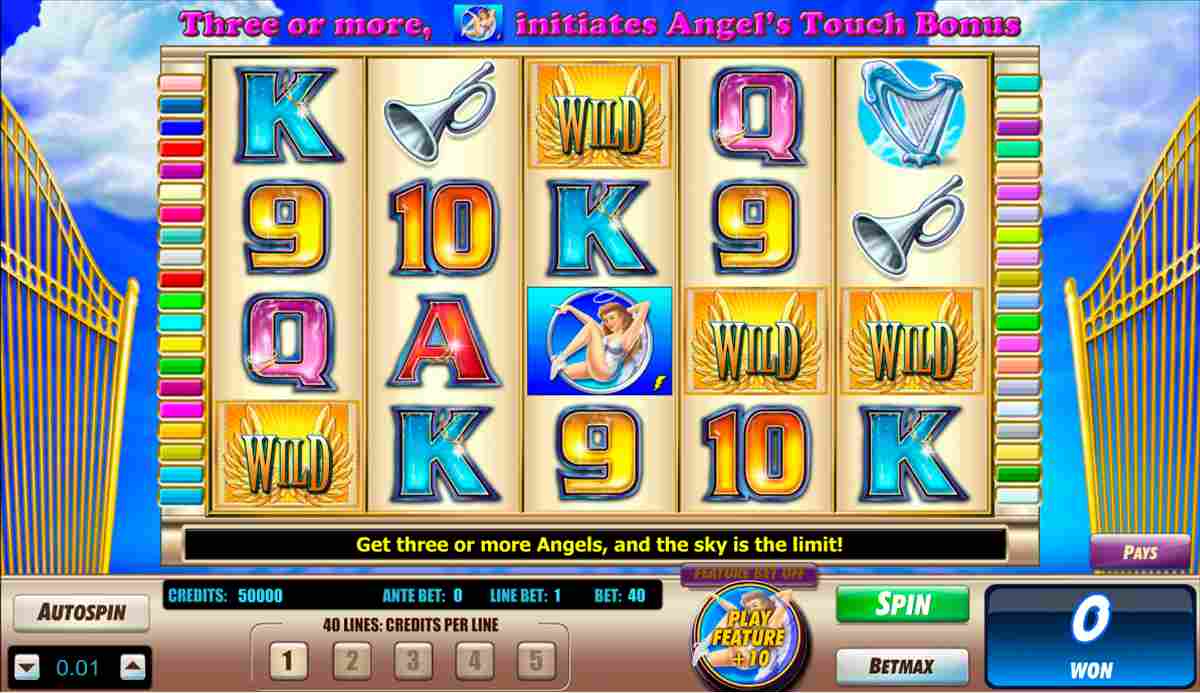 Three or more, initiates Angel's Touch Bonus
K WILD Q
9 10 K 9
Q A WILD WILD
WILD K 9 10 K
Get three or more Angels, and the sky is the limit!
PAYS
FEATURE BET OFF
AUTOSPIN
CREDITS: 50000 ANTE BET: 0 LINE BET: 1 BET: 40
40 LINES: CREDITS PER LINE
1 2 3 4 5
0.01
PLAY
FEATURE
+10
SPIN
BETMAX
0
WON